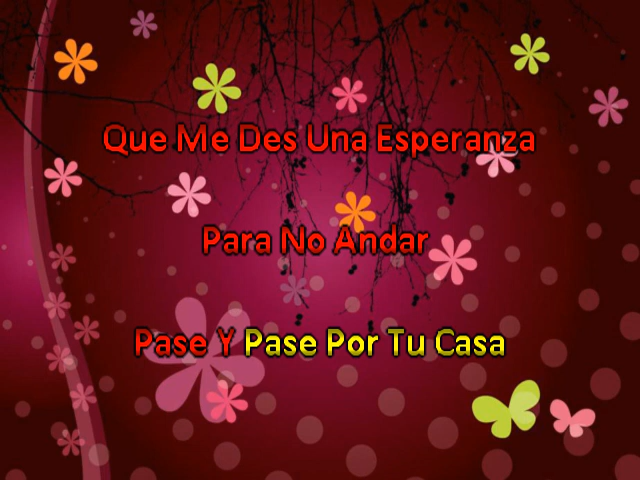 Que Me Des Una Esperanza
Para No Andar
Pase Y Pase Por Tu Casa